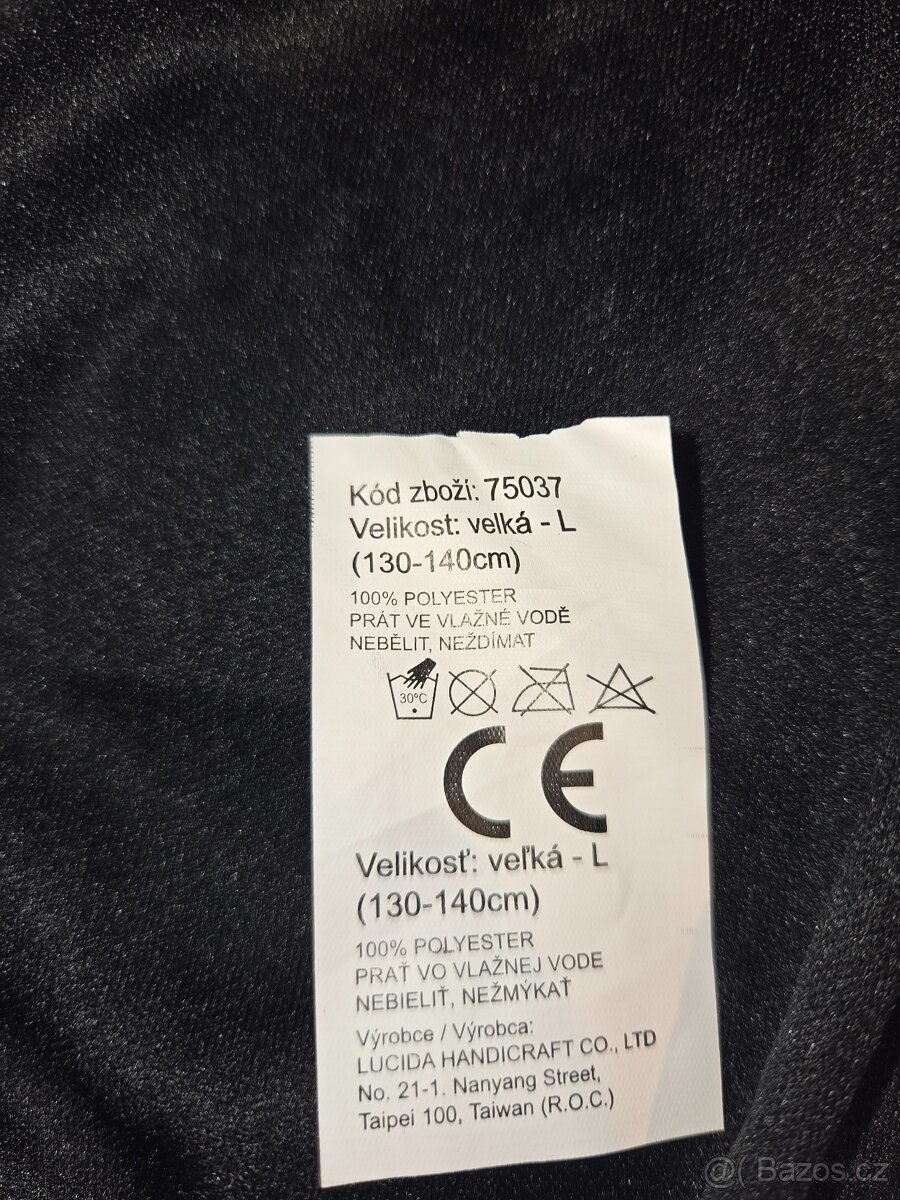 Kód zboží: 75037
Velikost: velká - L
(130-140cm)
100% POLYESTER
PRÁT VE VLAŽNÉ VODĚ
NEBĚLIT, NEŽDÍMAT
30°C
CE
Velikosť: veľká - L
(130-140cm)
100% POLYESTER
PRAŤ VO VLAŽNEJ VODE
NEBIELIŤ, NEŽMÝKAŤ
Výrobce / Výrobca:
LUCIDA HANDICRAFT CO., LTD
No. 21-1. Nanyang Street,
Taipei 100, Taiwan (R.O.C.)
@( Bazos.cz